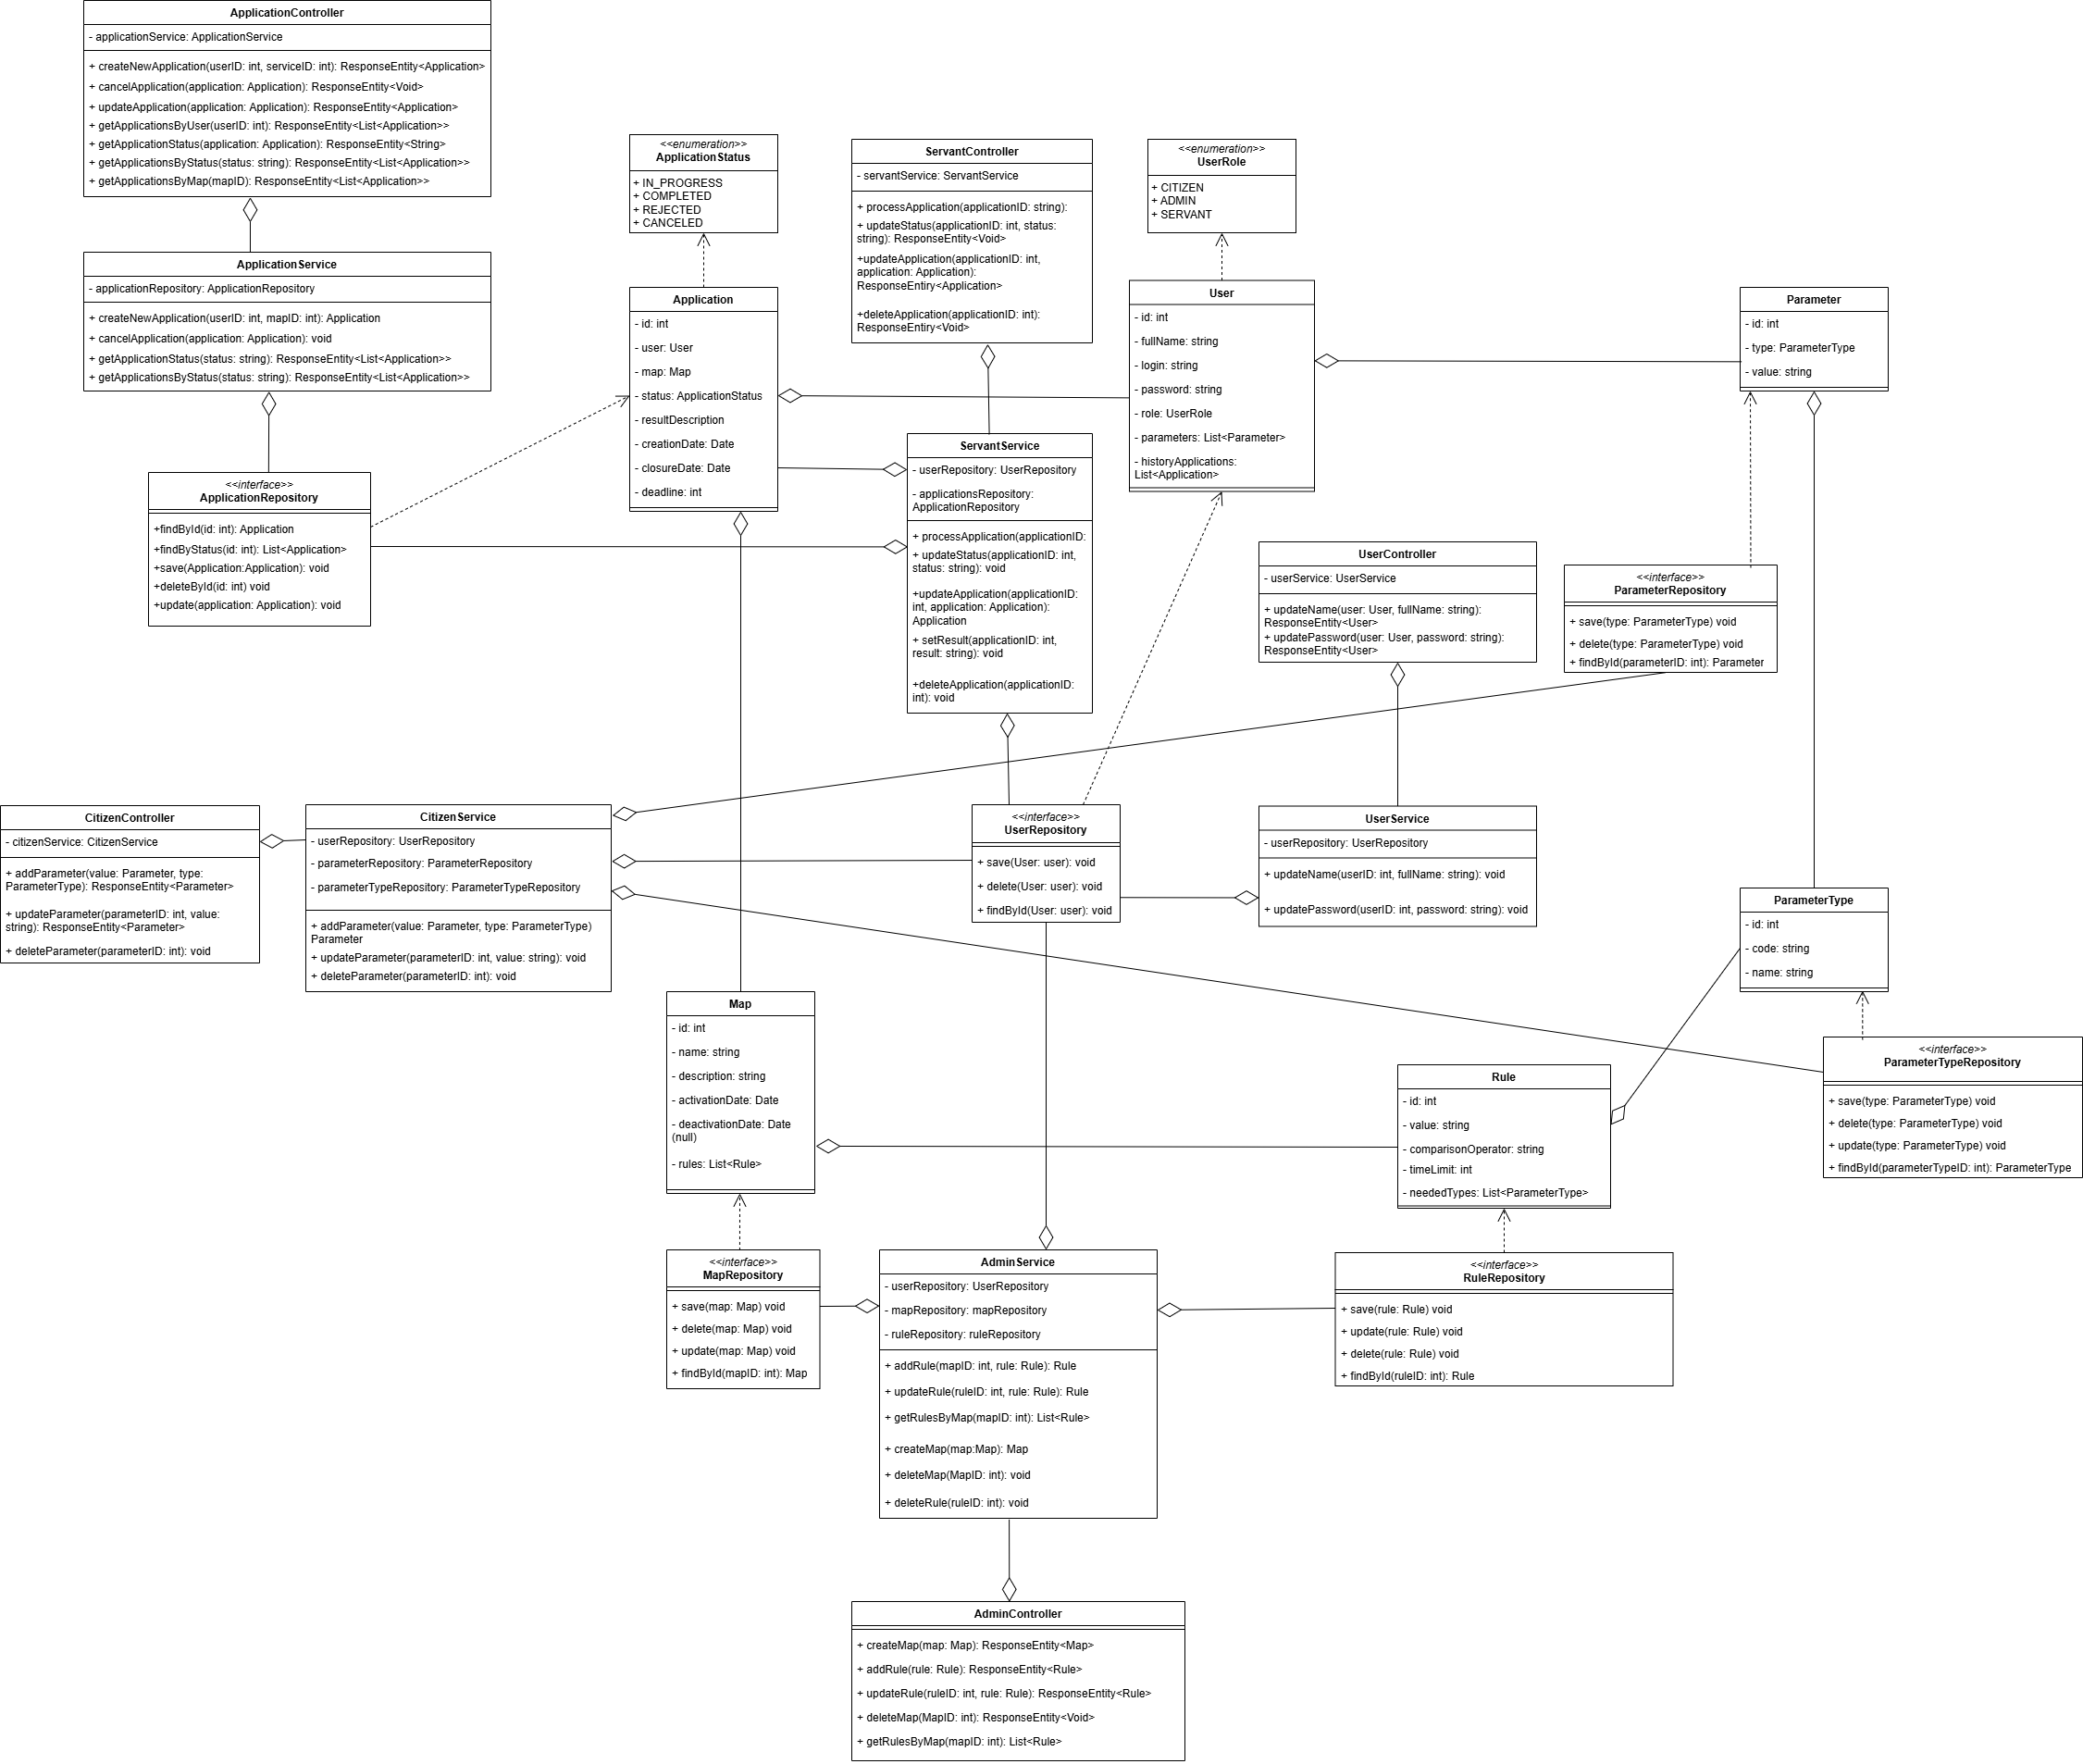 ApplicationController
- applicationService: ApplicationService
+ createNewApplication(userID: int, serviceID: int): ResponseEntity<Application>
+ cancelApplication(application: Application): ResponseEntity<Void>
+ updateApplication(application: Application): ResponseEntity<Application>
+ getApplicationsByUser(userID: int): ResponseEntity<List<Application>>
+ getApplicationStatus(application: Application): ResponseEntity<String>
+ getApplicationsByStatus(status: string): ResponseEntity<List<Application>>
+ getApplicationsByMap(mapID): ResponseEntity<List<Application>>
ApplicationService
- applicationRepository: ApplicationRepository
+ createNewApplication(userID: int, mapID: int): Application
+ cancelApplication(application: Application): void
+ getApplicationStatus(status: string): ResponseEntity<List<Application>>
+ getApplicationsByStatus(status: string): ResponseEntity<List<Application>>
<<interface>>
ApplicationRepository
+findById(id: int): Application
+findByStatus(id: int): List<Application>
+save(Application:Application): void
+deleteById(id: int) void
+update(application: Application): void
<<enumeration>>
ApplicationStatus
+ IN_PROGRESS
+ COMPLETED
+ REJECTED
+ CANCELED
Application
- id: int
- user: User
- map: Map
- status: ApplicationStatus
- resultDescription
- creationDate: Date
- closureDate: Date
- deadline: int
ServantController
- servantService: ServantService
+ processApplication(applicationID: string):
+ updateStatus(applicationID: int, status:
string): ResponseEntity<Void>
+updateApplication(applicationID: int,
application: Application):
ResponseEntiry<Application>
+deleteApplication(applicationID: int):
ResponseEntiry<Void>
ServantService
- userRepository: UserRepository
- applicationsRepository:
ApplicationRepository
+ processApplication(applicationID:
+ updateStatus(applicationID: int,
status: string): void
+updateApplication(applicationID:
int, application: Application):
Application
+ setResult(applicationID: int,
result: string): void
+deleteApplication(applicationID:
int): void
<<enumeration>>
UserRole
+ CITIZEN
+ ADMIN
+ SERVANT
User
- id: int
- fullName: string
- login: string
- password: string
- role: UserRole
- parameters: List<Parameter>
- historyApplications:
List<Application>
Parameter
- id: int
- type: ParameterType
- value: string
UserController
- userService: UserService
+ updateName(user: User, fullName: string):
ResponseEntity<User>
+ updatePassword(user: User, password: string):
ResponseEntity<User>
<<interface>>
ParameterRepository
+ save(type: ParameterType) void
+ delete(type: ParameterType) void
+ findById(parameterID: int): Parameter
CitizenController
- citizenService: CitizenService
+ addParameter(value: Parameter, type:
ParameterType): ResponseEntity<Parameter>
+ updateParameter(parameterID: int, value:
string): ResponseEntity<Parameter>
+ deleteParameter(parameterID: int): void
CitizenService
- userRepository: UserRepository
- parameterRepository: ParameterRepository
- parameterTypeRepository: ParameterTypeRepository
+ addParameter(value: Parameter, type: ParameterType)
Parameter
+ updateParameter(parameterID: int, value: string): void
+ deleteParameter(parameterID: int): void
<<interface>>
UserRepository
+ save(User: user): void
+ delete(User: user): void
+ findById(User: user): void
UserService
- userRepository: UserRepository
+ updateName(userID: int, fullName: string): void
+ updatePassword(userID: int, password: string): void
ParameterType
- id: int
- code: string
- name: string
<<interface>>
ParameterTypeRepository
+ save(type: ParameterType) void
+ delete(type: ParameterType) void
+ update(type: ParameterType) void
+ findById(parameterTypeID: int): ParameterType
Map
- id: int
- name: string
- description: string
- activationDate: Date
- deactivationDate: Date
(null)
- rules: List<Rule>
Rule
- id: int
- value: string
- comparisonOperator: string
- timeLimit: int
- neededTypes: List<ParameterType>
<<interface>>
MapRepository
+ save(map: Map) void
+ delete(map: Map) void
+ update(map: Map) void
+ findById(mapID: int): Map
AdminService
- userRepository: UserRepository
- mapRepository: mapRepository
- ruleRepository: ruleRepository
+ addRule(mapID: int, rule: Rule): Rule
+ updateRule(ruleID: int, rule: Rule): Rule
+ getRulesByMap(mapID: int): List<Rule>
+ createMap(map:Map): Map
+ deleteMap(MapID: int): void
+ deleteRule(ruleID: int): void
<<interface>>
RuleRepository
+ save(rule: Rule) void
+ update(rule: Rule) void
+ delete(rule: Rule) void
+ findById(ruleID: int): Rule
AdminController
+ createMap(map: Map): ResponseEntity<Map>
+ addRule(rule: Rule): ResponseEntity<Rule>
+ updateRule(ruleID: int, rule: Rule): ResponseEntity<Rule>
+ deleteMap(MapID: int): ResponseEntity<Void>
+ getRulesByMap(mapID: int): List<Rule>